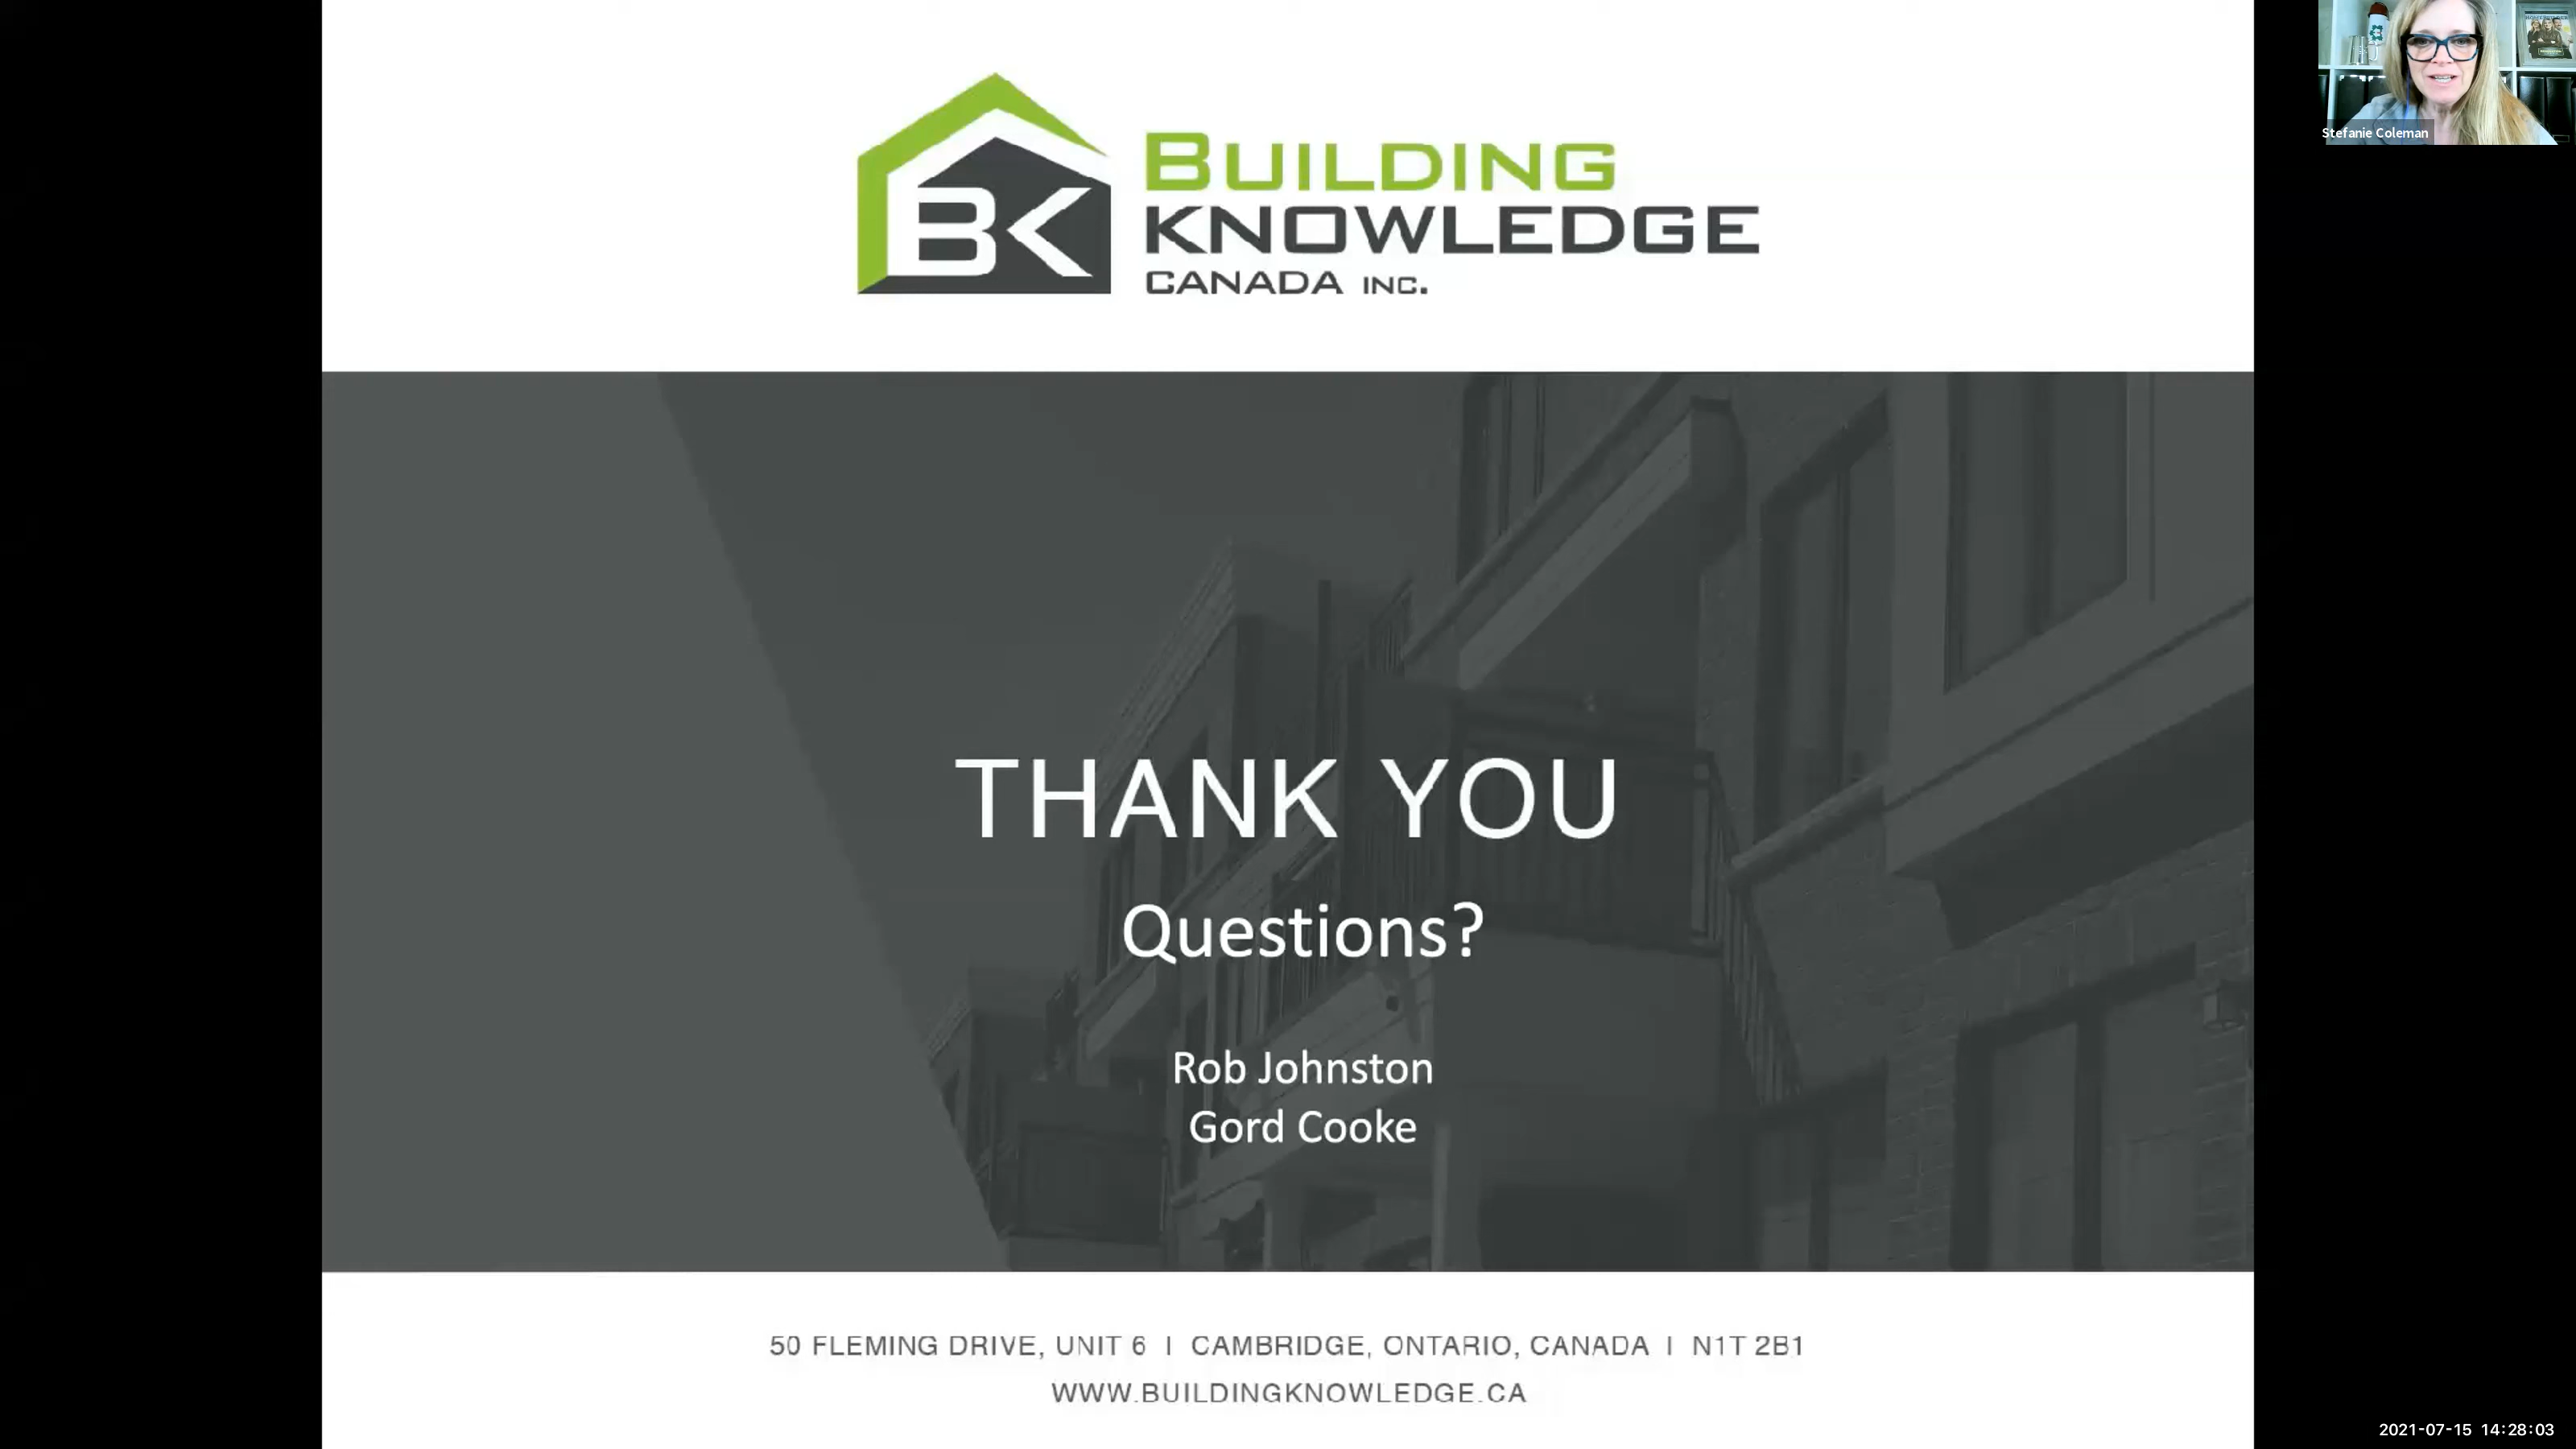 BUILDING
KNOWLEDGE
CANADA INC.
BK
Stefanie Coleman
THANK YOU
Questions?
Rob Johnston
Gord Cooke
50 FLEMING DRIVE, UNIT 6 | CAMBRIDGE, ONTARIO, CANADA | N1T 2B1
WWW.BUILDINGKNOWLEDGE.CA
2021-07-15 14:28:03